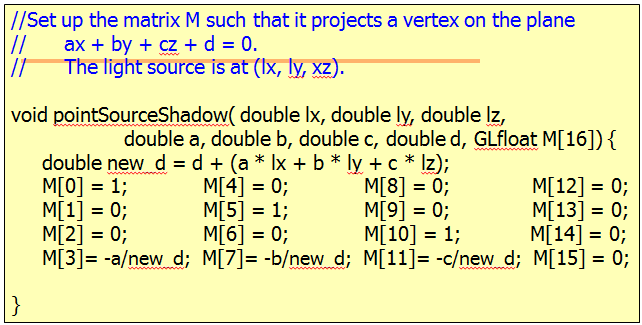 //Set up the matrix M such that it projects a vertex on the plane
// ax + by + cz + d = 0.
// The light source is at (lx, ly, xz).
void pointSourceShadow( double lx, double ly, double lz,
double a, double b, double c, double d, GLfloat M[16]) {
double new_d = d + (a * lx + b * ly + c * lz);
M[0] = 1; M[4] = 0; M[8] = 0; M[12] = 0;
M[1] = 0; M[5] = 1; M[9] = 0; M[13] = 0;
M[2] = 0; M[6] = 0; M[10] = 1; M[14] = 0;
M[3]= -a/new_d; M[7]= -b/new_d; M[11]= -c/new_d; M[15] = 0;
}